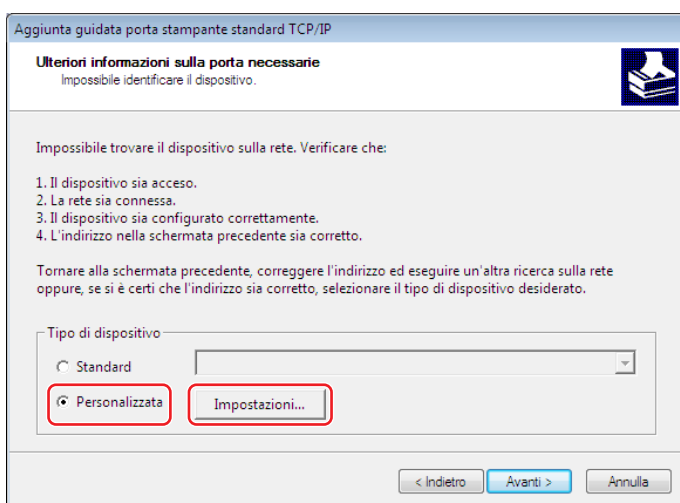 Aggiunta guidata porta stampante standard TCP/IP
Ulteriori informazioni sulla porta necessarie
Impossibile identificare il dispositivo.
Impossibile trovare il dispositivo sulla rete. Verificare che:
1. Il dispositivo sia acceso.
2. La rete sia connessa.
3. Il dispositivo sia configurato correttamente.
4. L'indirizzo nella schermata precedente sia corretto.
Tornare alla schermata precedente, correggere l'indirizzo ed eseguire un'altra ricerca sulla rete
oppure, se si è certi che l'indirizzo sia corretto, selezionare il tipo di dispositivo desiderato.
Tipo di dispositivo
Standard
Personalizzata Impostazioni...
< Indietro Avanti > Annulla